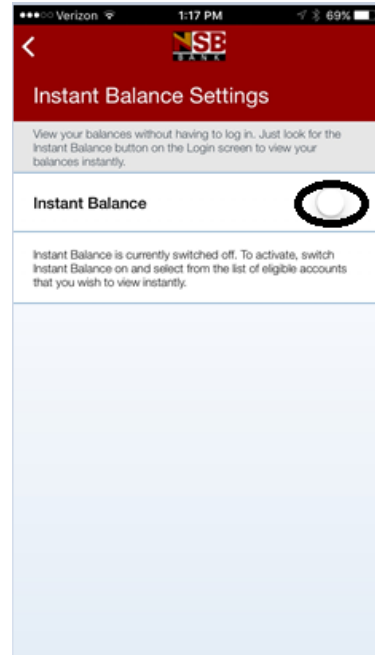 Verizon 1:17 PM 69%
NSB
BANK
Instant Balance Settings
View your balances without having to log in. Just look for the
Instant Balance button on the Login screen to view your
balances instantly.
Instant Balance
Instant Balance is currently switched off. To activate, switch
Instant Balance on and select from the list of eligible accounts
that you wish to view instantly.